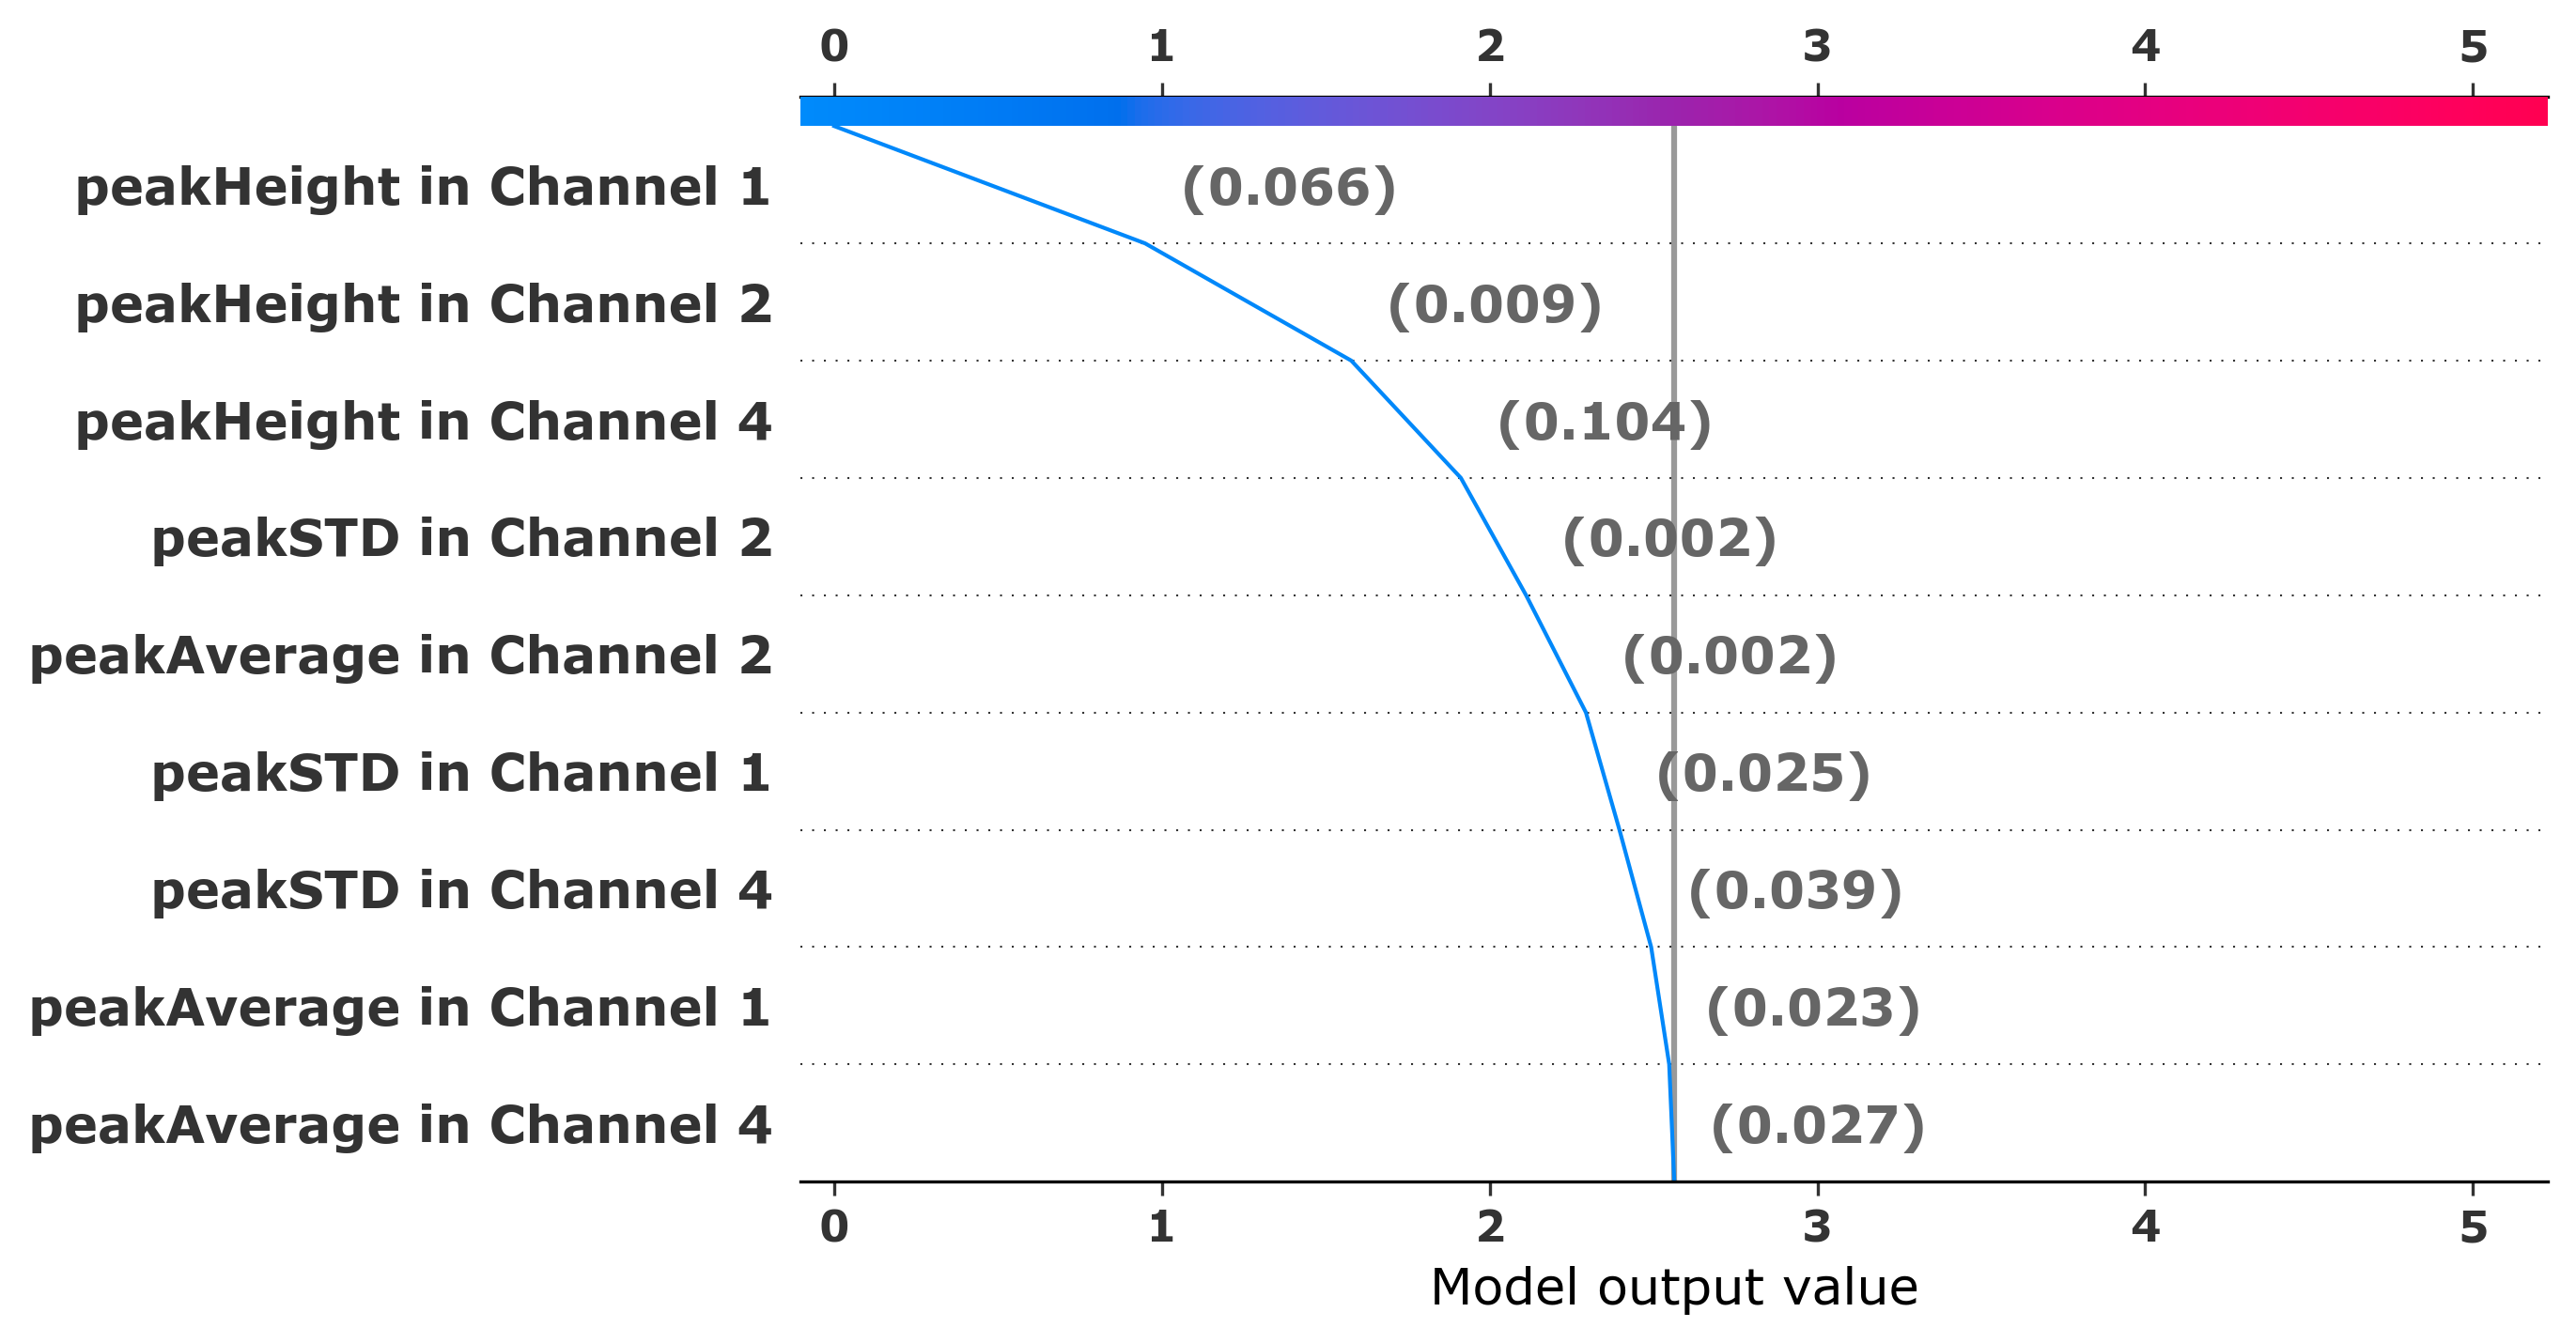 0 1 2 3 4 5
peakHeight in Channel 1 (0.066)
peakHeight in Channel 2 (0.009)
peakHeight in Channel 4 (0.104)
peakSTD in Channel 2 (0.002)
peakAverage in Channel 2 (0.002)
peakSTD in Channel 1 (0.025)
peakSTD in Channel 4 (0.039)
peakAverage in Channel 1 (0.023)
peakAverage in Channel 4 (0.027)
0 1 2 3 4 5
Model output value